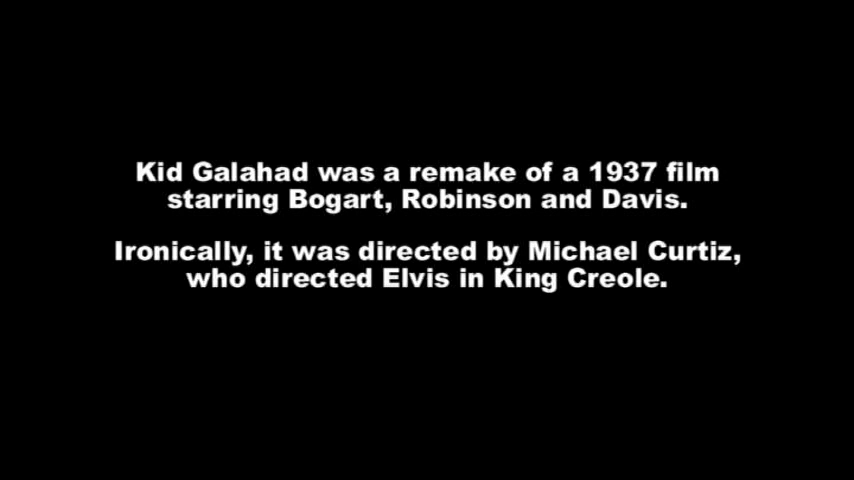 Kid Galahad was a remake of a 1937 film
starring Bogart, Robinson and Davis.
Ironically, it was directed by Michael Curtiz,
who directed Elvis in King Creole.